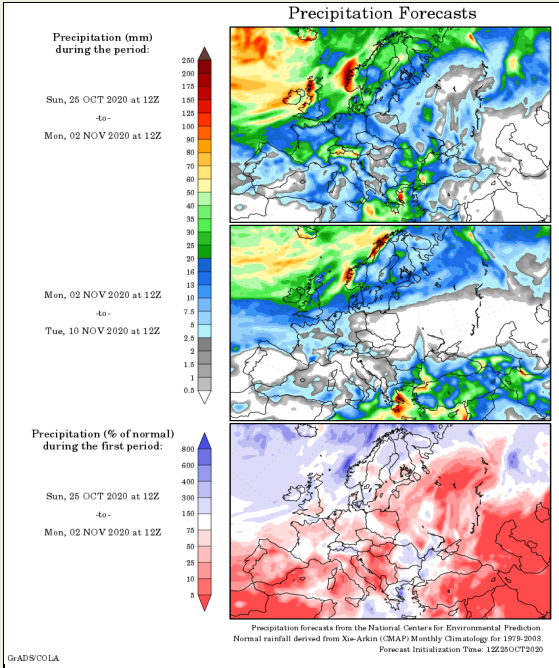 Precipitation Forecasts
Precipitation (mm)
during the period:
Sun, 25 OCT 2020 at 12Z
-to-
Mon, 02 NOV 2020 at 12Z
250
200
175
150
125
100
90
80
70
60
50
40
35
30
25
20
16
13
10
7.5
5
2.5
2
1.5
1
0.5
Mon, 02 NOV 2020 at 12Z
-to-
Tue, 10 NOV 2020 at 12Z
Precipitation (% of normal)
during the first period:
Sun, 25 OCT 2020 at 12Z
-to-
Mon, 02 NOV 2020 at 12Z
800
600
400
300
150
75
50
25
10
5
Precipitation forecasts from the National Centers for Environmental Prediction.
Normal rainfall derived from Xie-Arkin (CMAP) Monthly Climatology for 1979-2003.
Forecast Initialization Time: 12Z25OCT2020
GrADS/COLA